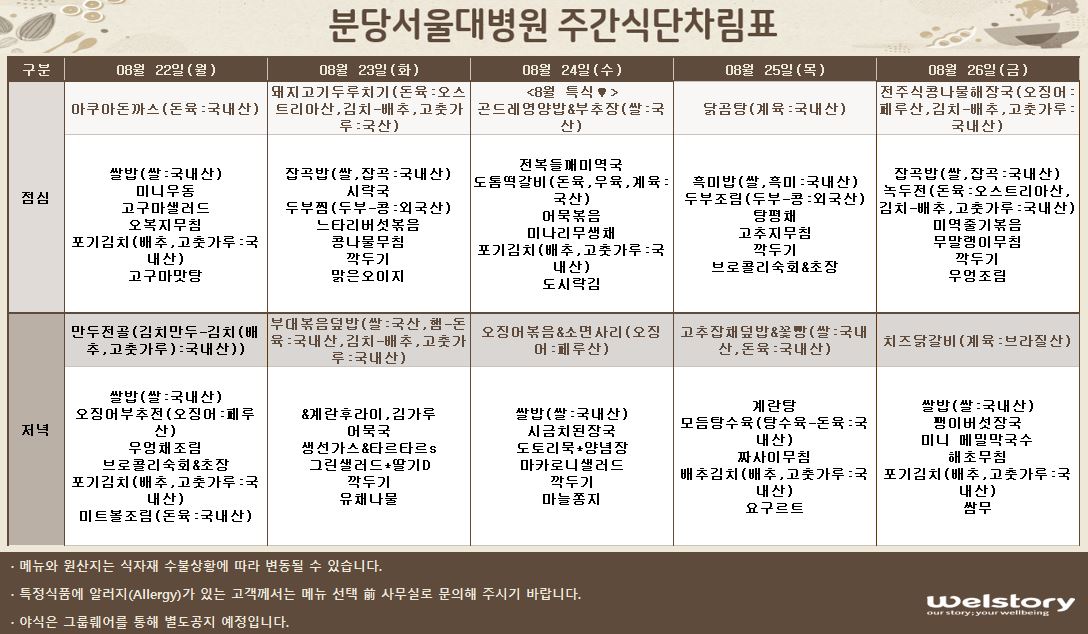 분당서울대병원 주간식단차림표
구분
08월 22일(월)
08월 23일(화)
08월 24일(수)
08월 25일(목)
08월 26일(금)
점심
아쿠아돈까스(돈육:국내산)
돼지고기두루치기(돈육:오스
트리아산,김치-배추,고춧가
루:국산)
<8월 특식♥>
곤드레영양밥&부추장(쌀:국
산)
닭곰탕(계육:국내산)
전주식콩나물해장국(오징어:
페루산,김치-배추,고춧가루:
국내산)
쌀밥(쌀:국내산)
미니우동
고구마샐러드
오복지무침
포기김치(배추,고춧가루:국
내산)
고구마맛탕
잡곡밥(쌀,잡곡:국내산)
시락국
두부찜(두부-콩:외국산)
느타리버섯볶음
콩나물무침
깍두기
맑은오이지
전복들깨미역국
도톰떡갈비(돈육,우육,계육:
국산)
어묵볶음
미나리무생채
포기김치(배추,고춧가루:국
내산)
도시락김
흑미밥(쌀,흑미:국내산)
두부조림(두부-콩:외국산)
탕평채
고추지무침
깍두기
브로콜리숙회&초장
잡곡밥(쌀,잡곡:국내산)
녹두전(돈육:오스트리아산,
김치-배추,고춧가루:국내산)
미역줄기볶음
무말랭이무침
깍두기
우엉조림
저녁
만두전골(김치만두-김치(배
추,고춧가루):국내산))
부대볶음덮밥(쌀:국산,햄-돈
육:국내산,김치-배추,고춧가
루:국내산)
오징어볶음&소면사리(오징
어:페루산)
고추잡채덮밥&꽃빵(쌀:국내
산,돈육:국내산)
치즈닭갈비(계육:브라질산)
쌀밥(쌀:국내산)
오징어부추전(오징어:페루
산)
우엉채조림
브로콜리숙회&초장
포기김치(배추,고춧가루:국
내산)
미트볼조림(돈육:국내산)
&계란후라이,김가루
어묵국
생선가스&타르타르s
그린샐러드*딸기D
깍두기
유채나물
쌀밥(쌀:국내산)
시금치된장국
도토리묵*양념장
마카로니샐러드
깍두기
마늘쫑지
계란탕
모듬탕수육(탕수육-돈육:국
내산)
짜사이무침
배추김치(배추,고춧가루:국
내산)
요구르트
쌀밥(쌀:국내산)
팽이버섯장국
미니 메밀막국수
해초무침
포기김치(배추,고춧가루:국
내산)
쌈무
· 메뉴와 원산지는 식자재 수불상황에 따라 변동될 수 있습니다.
· 특정식품에 알러지(Allergy)가 있는 고객께서는 메뉴 선택 前 사무실로 문의해 주시기 바랍니다.
· 야식은 그룹웨어를 통해 별도공지 예정입니다.
Welstory
our story; your wellbeing